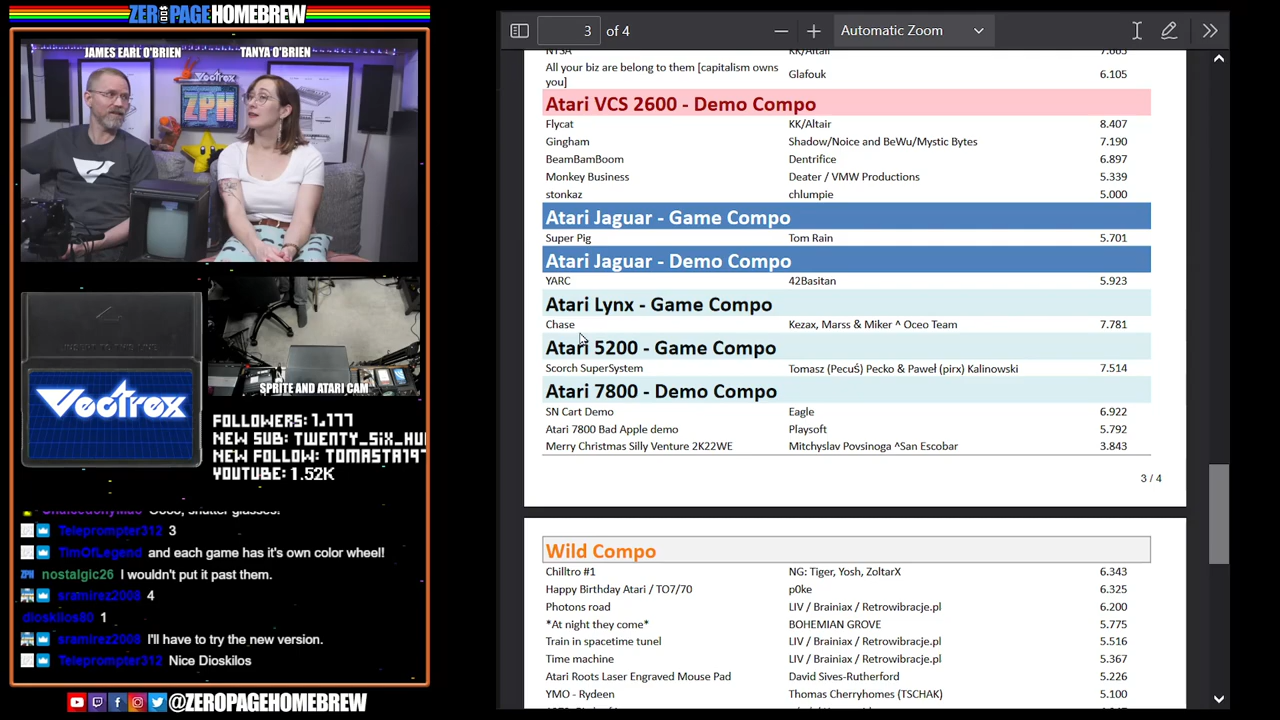 ZERO PAGE HOMEBREW
JAMES EARL O'BRIEN
TANYA O'BRIEN
Vectrex
ZPH
Vectrex
SPRITE AND ATARI CAM
FOLLOWERS: 1.177
NEW SUB: TWENTY_SIX_HU
NEW FOLLOW: TOMASTA197
YOUTUBE: 1.52K
Teleprompter312 3
TimOfLegend and each game has it's own color wheel!
ZPH nostalgic26 I wouldn't put it past them.
sramirez2008 4
dioskilos80 1
sramirez2008 I'll have to try the new version.
Teleprompter312 Nice Dioskilos
@ZEROPAGEHOMEBREW
3 of 4
Automatic Zoom
NYSA KK/Altair 7.665
All your biz are belong to them [capitalism owns
you] Glafouk 6.105
Atari VCS 2600 - Demo Compo
Flycat KK/Altair 8.407
Gingham Shadow/Noice and BeWu/Mystic Bytes 7.190
BeamBamBoom Dentrifice 6.897
Monkey Business Deater / VMW Productions 5.339
stonkaz chlumpie 5.000
Atari Jaguar - Game Compo
Super Pig Tom Rain 5.701
Atari Jaguar - Demo Compo
YARC 42Basitan 5.923
Atari Lynx - Game Compo
Chase Kezax, Marss & Miker ^ Oceo Team 7.781
Atari 5200 - Game Compo
Scorch SuperSystem Tomasz (Pecuś) Pecko & Paweł (pirx) Kalinowski 7.514
Atari 7800 - Demo Compo
SN Cart Demo Eagle 6.922
Atari 7800 Bad Apple demo Playsoft 5.792
Merry Christmas Silly Venture 2K22WE Mitchyslav Povsinoga ^San Escobar 3.843
3 / 4
Wild Compo
Chilltro #1 NG: Tiger, Yosh, ZoltarX 6.343
Happy Birthday Atari / TO7/70 p0ke 6.325
Photons road LIV / Brainiax / Retrowibracje.pl 6.200
*At night they come* BOHEMIAN GROVE 5.775
Train in spacetime tunel LIV / Brainiax / Retrowibracje.pl 5.516
Time machine LIV / Brainiax / Retrowibracje.pl 5.367
Atari Roots Laser Engraved Mouse Pad David Sives-Rutherford 5.226
YMO - Rydeen Thomas Cherryhomes (TSCHAK) 5.100